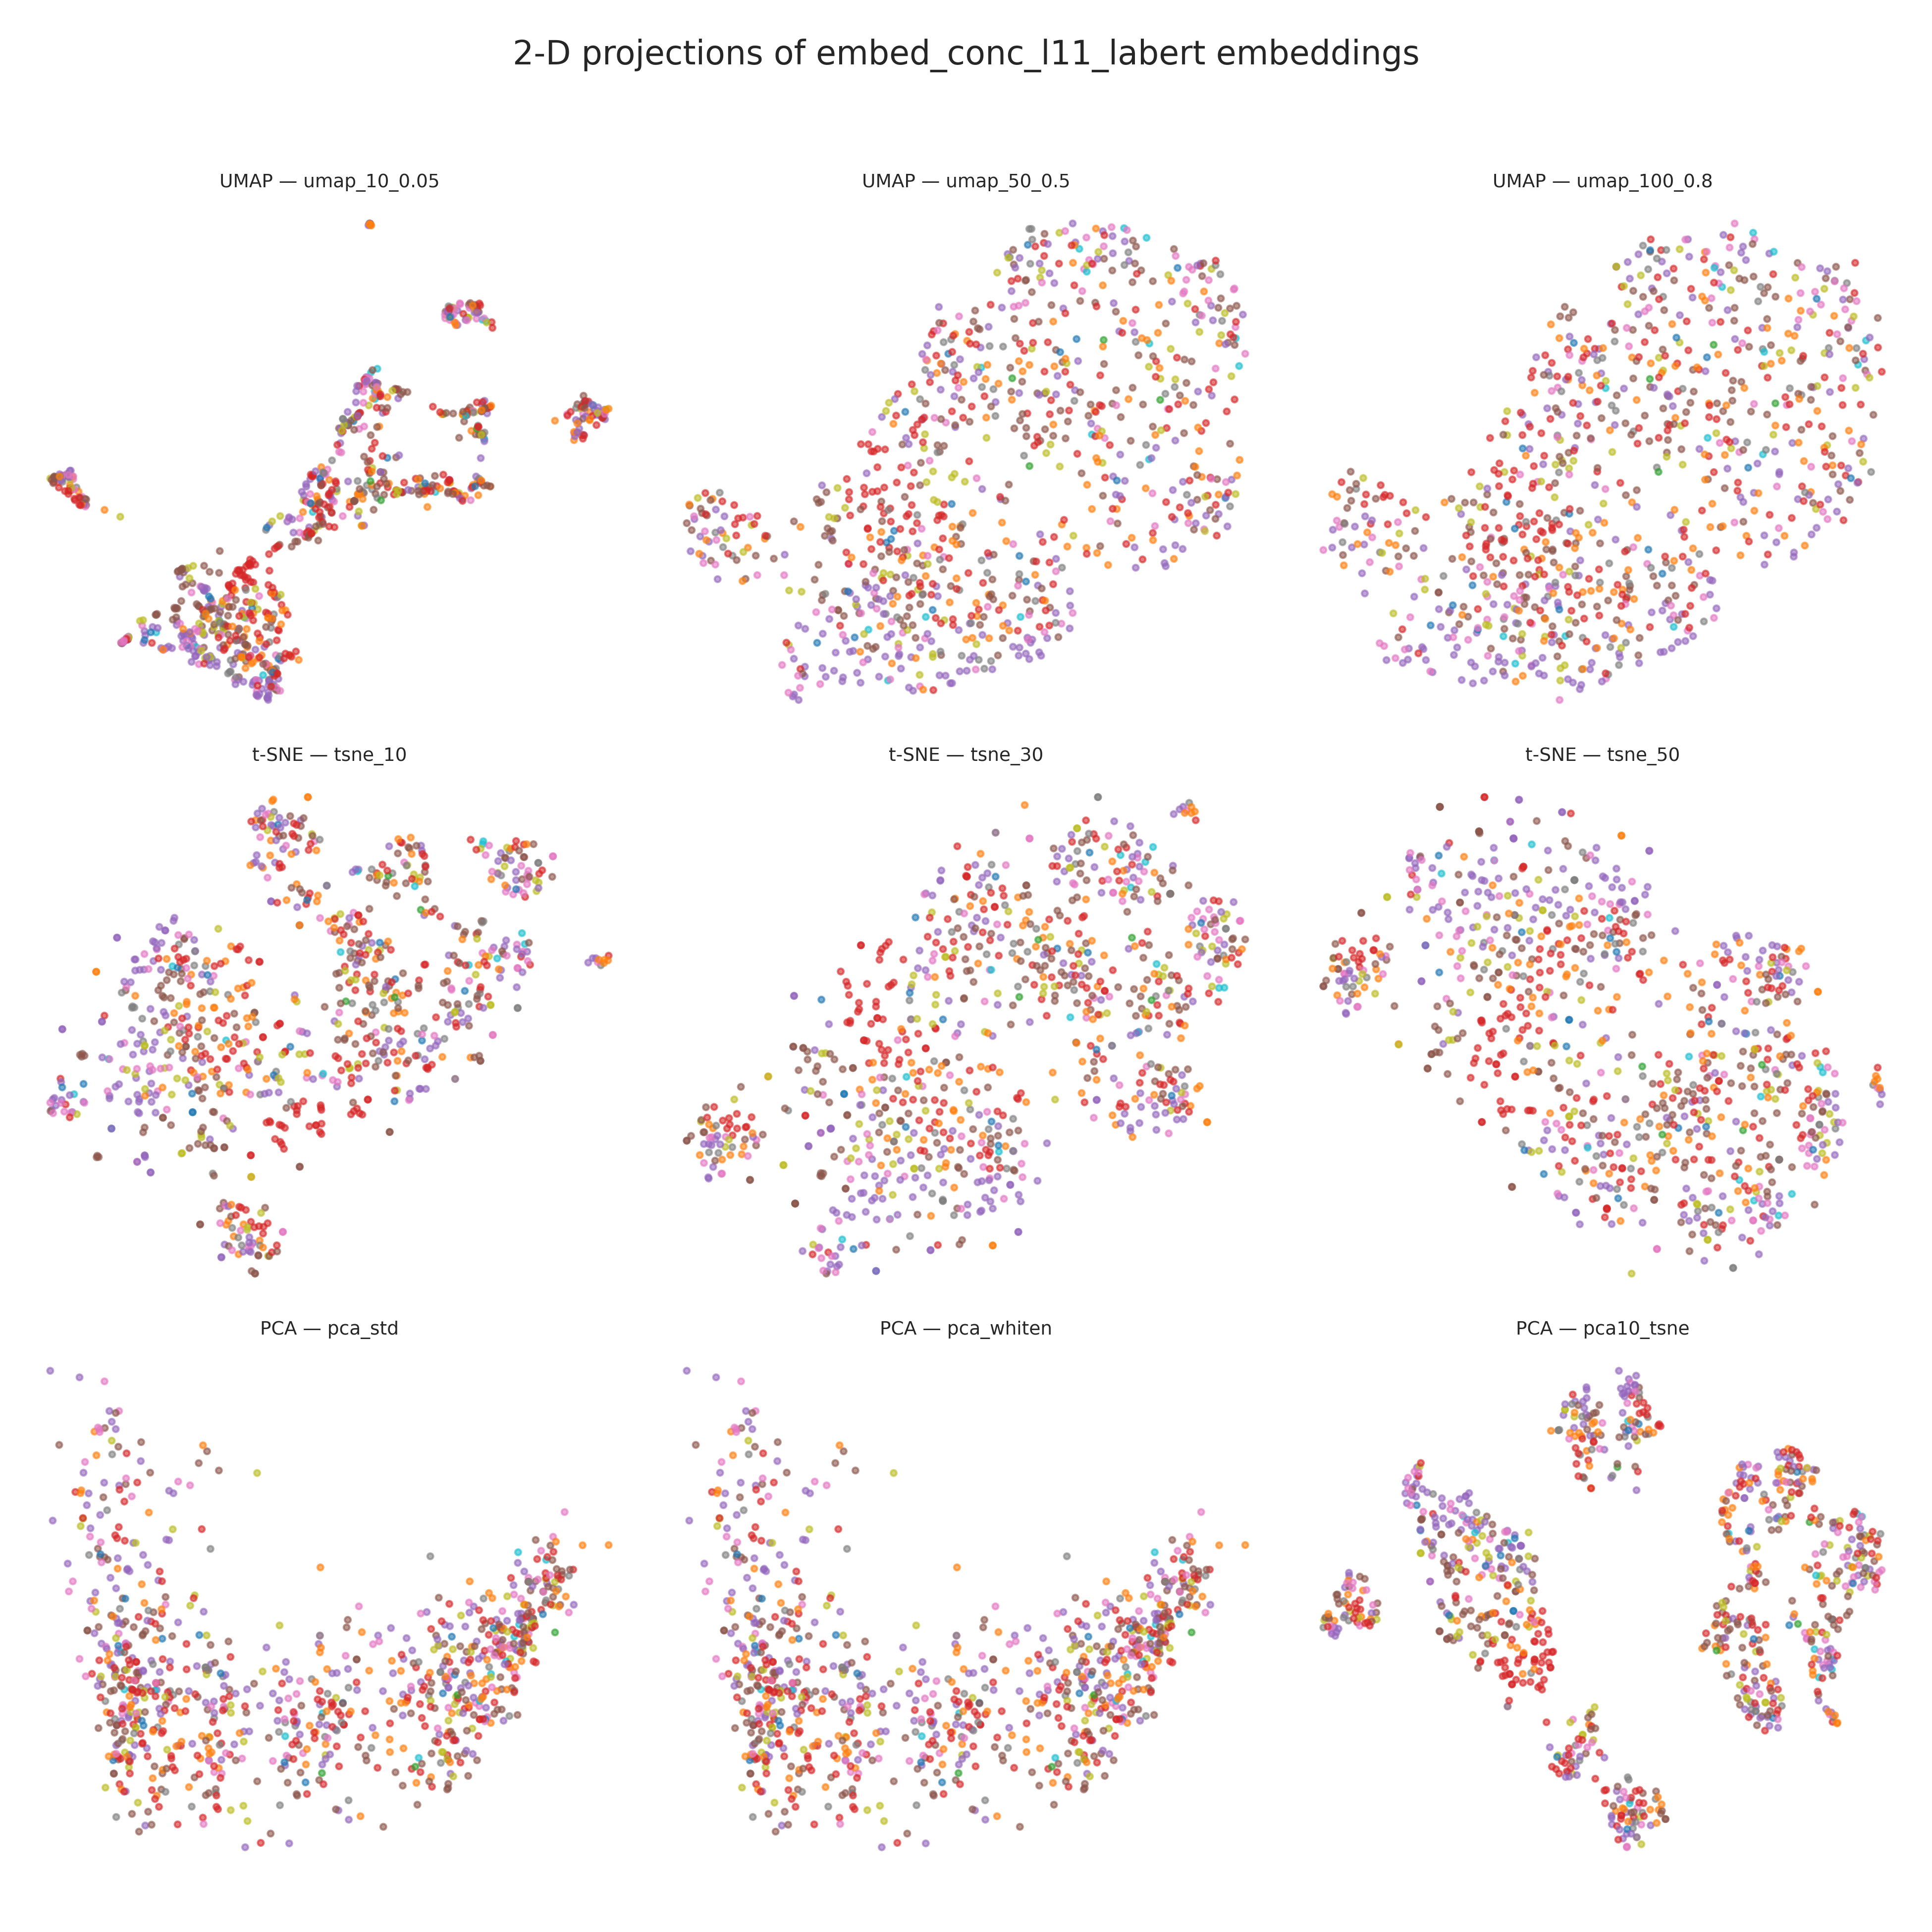 2-D projections of embed_conc_l11_labert embeddings
UMAP — umap_10_0.05
UMAP — umap_50_0.5
UMAP — umap_100_0.8
t-SNE — tsne_10
t-SNE — tsne_30
t-SNE — tsne_50
PCA — pca_std
PCA — pca_whiten
PCA — pca10_tsne